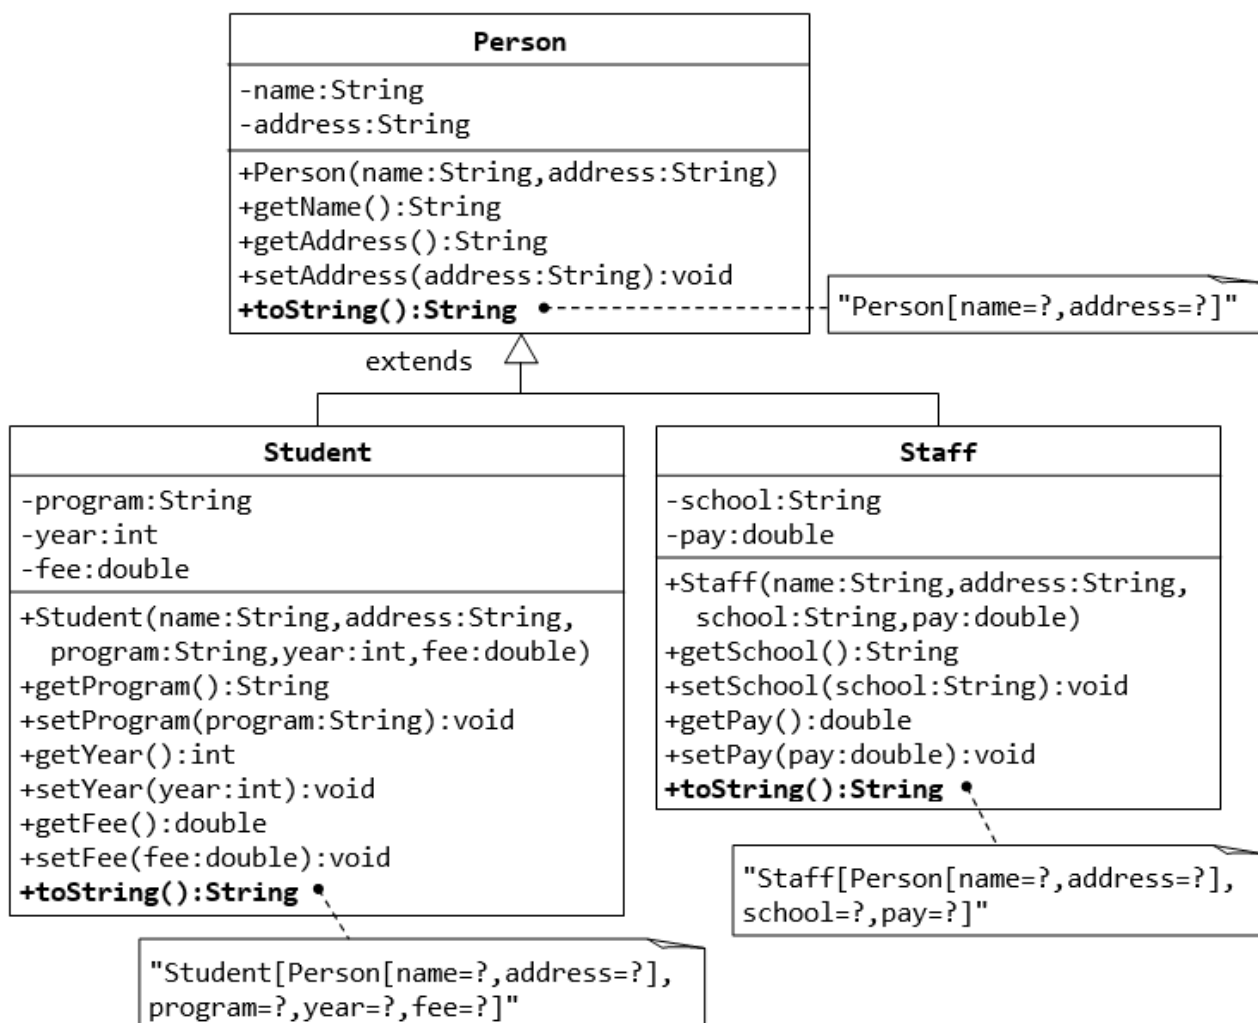 Person
-name:String
-address:String
+Person(name:String,address:String)
+getName():String
+getAddress():String
+setAddress(address:String):void
+toString():String
"Person[name=?,address=?]"
extends
Student
-program:String
-year:int
-fee:double
+Student(name:String,address:String,
program:String,year:int,fee:double)
+getProgram():String
+setProgram(program:String):void
+getYear():int
+setYear(year:int):void
+getFee():double
+setFee(fee:double):void
+toString():String
"Student[Person[name=?,address=?],
program=?,year=?,fee=?]"
Staff
-school:String
-pay:double
+Staff(name:String,address:String,
school:String,pay:double)
+getSchool():String
+setSchool(school:String):void
+getPay():double
+setPay(pay:double):void
+toString():String
"Staff[Person[name=?,address=?],
school=?,pay=?]"